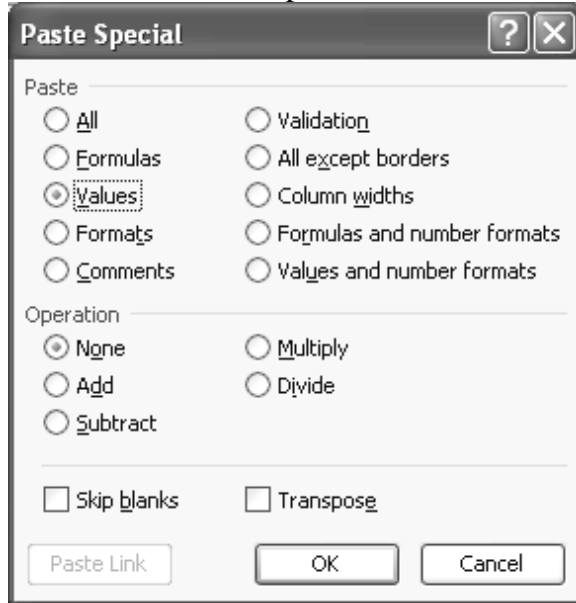 Paste Special
Paste
All Validation
Formulas All except borders
Values Column widths
Formats Formulas and number formats
Comments Values and number formats
Operation
None Multiply
Add Divide
Subtract
Skip blanks Transpose
Paste Link OK Cancel